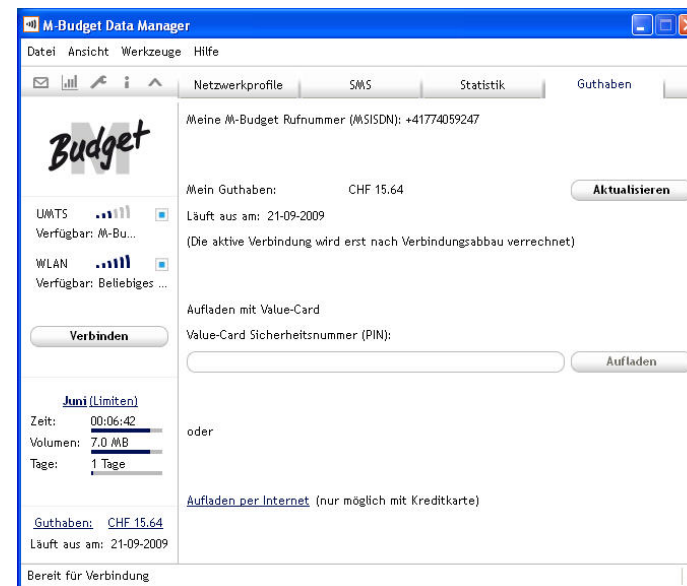 M-Budget Data Manager
Datei Ansicht Werkzeuge Hilfe
Netzwerkprofile SMS Statistik Guthaben
M Budget
UMTS
Verfügbar: M-Bu...
WLAN
Verfügbar: Beliebiges ...
Verbinden
Juni (Limiten)
Zeit: 00:06:42
Volumen: 7.0 MB
Tage: 1 Tage
Guthaben: CHF 15.64
Läuft aus am: 21-09-2009
Meine M-Budget Rufnummer (MSISDN): +41774059247
Mein Guthaben: CHF 15.64 Aktualisieren
Läuft aus am: 21-09-2009
(Die aktive Verbindung wird erst nach Verbindungsabbau verrechnet)
Aufladen mit Value-Card
Value-Card Sicherheitsnummer (PIN):
Aufladen
oder
Aufladen per Internet (nur möglich mit Kreditkarte)
Bereit für Verbindung